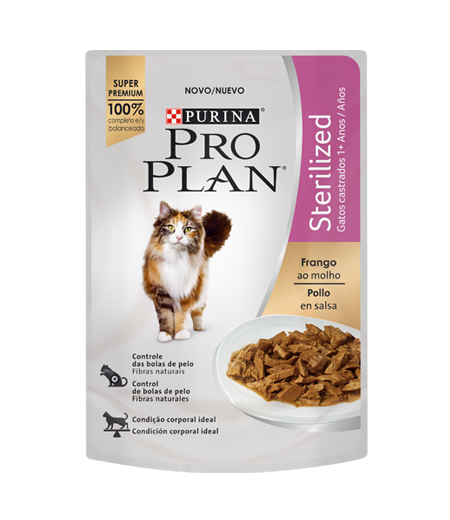 SUPER
PREMIUM
100%
completo e/y
balanceado
NOVO/NUEVO
PURINA®
PRO
PLAN®
Sterilized
Gatos castrados 1+ Anos / Años
Frango
ao molho
Pollo
en salsa
Controle
das bolas de pelo
Fibras naturais
Control
de bolas de pelo
Fibras naturales
Condição corporal ideal
Condición corporal ideal